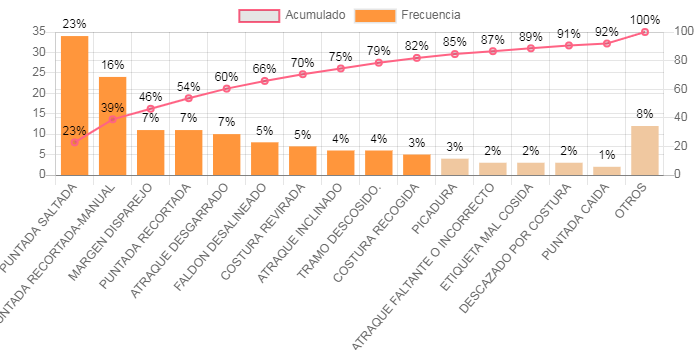 Acumulado Frecuencia
35 30 25 20 15 10 5 0
100 80 60 40 20 0
23% 16% 7% 7% 7% 5% 5% 4% 4% 3% 3% 2% 2% 2% 1% 8%
23% 39% 46% 54% 60% 66% 70% 75% 79% 82% 85% 87% 89% 91% 92% 100%
PUNTADA SALTADA
UNTADA RECORTADA-MANUAL
MARGEN DISPAREJO
PUNTADA RECORTADA
ATRAQUE DESGARRADO
FALDON DESALINEADO
COSTURA REVIRADA
ATRAQUE INCLINADO
TRAMO DESCOSIDO.
COSTURA RECOGIDA
PICADURA
ATRAQUE FALTANTE O INCORRECTO
ETIQUETA MAL COSIDA
DESCAZADO POR COSTURA
PUNTADA CAIDA
OTROS